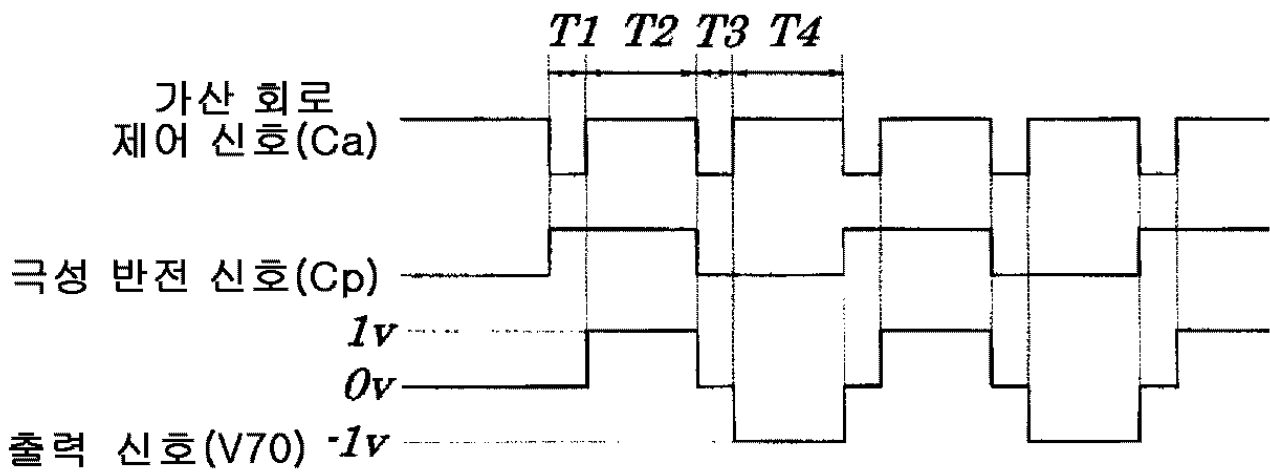 T1 T2 T3 T4
가산 회로
제어 신호(Ca)
극성 반전 신호(Cp)
1v
0v
출력 신호(V70) -1v